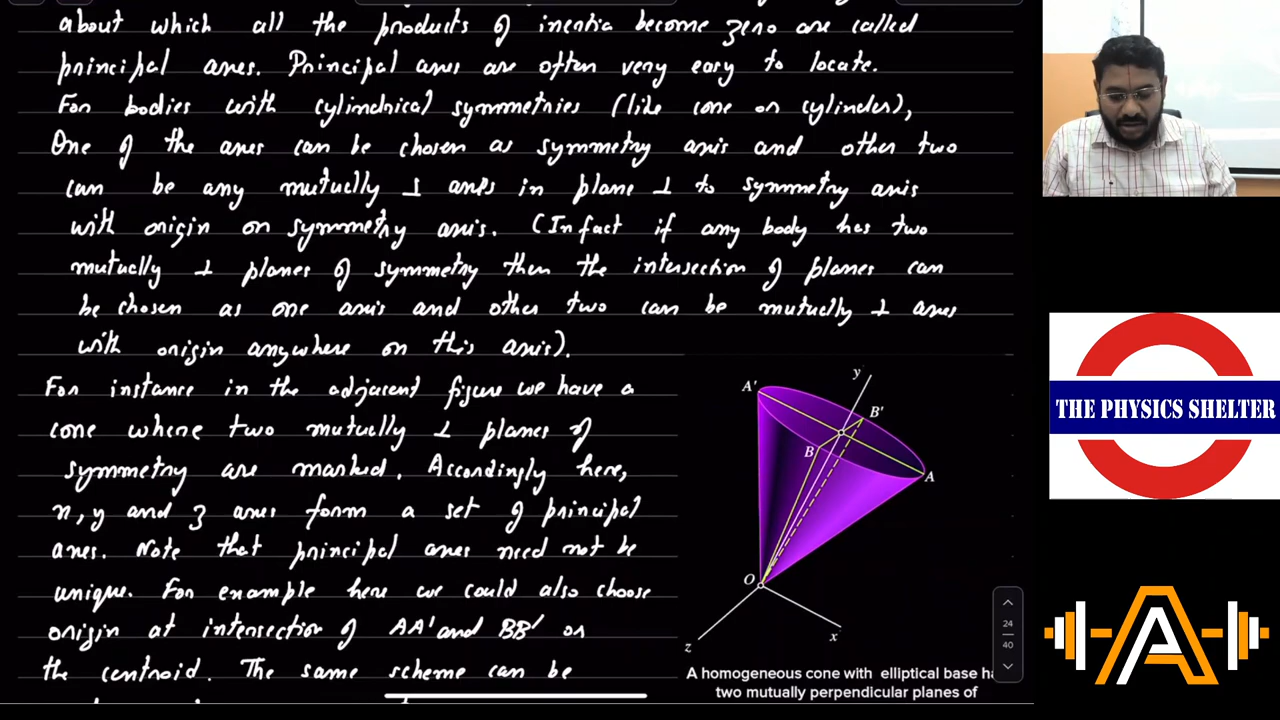 about which all the products of inertia become zero are called
principal axes. Principal axes are often very easy to locate.
For bodies with cylindrical symmetries (like cone or cylinder),
One of the axes can be chosen as symmetry axis and other two
can be any mutually ⊥ axes in plane ⊥ to symmetry axis
with origin on symmetry axis. (Infact if any body has two
mutually ⊥ planes of symmetry then the intersection of planes can
be chosen as one axis and other two can be mutually ⊥ axes
with origin anywhere on this axis).
For instance in the adjacent figure we have a
cone where two mutually ⊥ planes of
symmetry are marked. Accordingly here,
x, y and z axes form a set of principal
axes. Note that principal axes need not be
unique. For example here we could also choose
origin at intersection of AA' and BB' or
the centroid. The same scheme can be
y
A'
B'
B
A
O
x
z
A homogeneous cone with elliptical base ha
two mutually perpendicular planes of
24
40
THE PHYSICS SHELTER